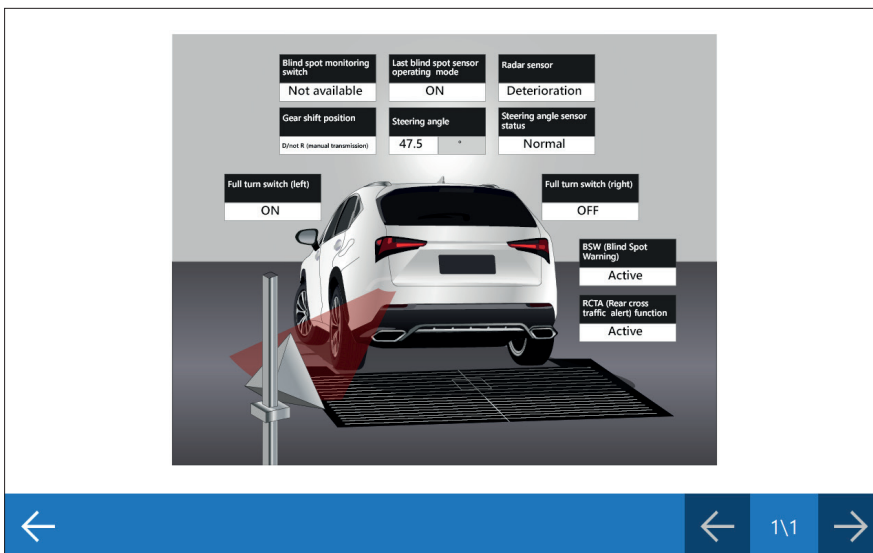 Blind spot monitoring
switch
Not available
Last blind spot sensor
operating mode
ON
Radar sensor
Deterioration
Gear shift position
D/not R (manual transmission)
Steering angle
47.5 °
Steering angle sensor
status
Normal
Full turn switch (left)
ON
Full turn switch (right)
OFF
BSW (Blind Spot
Warning)
Active
RCTA (Rear cross
traffic alert) function
Active
1\1